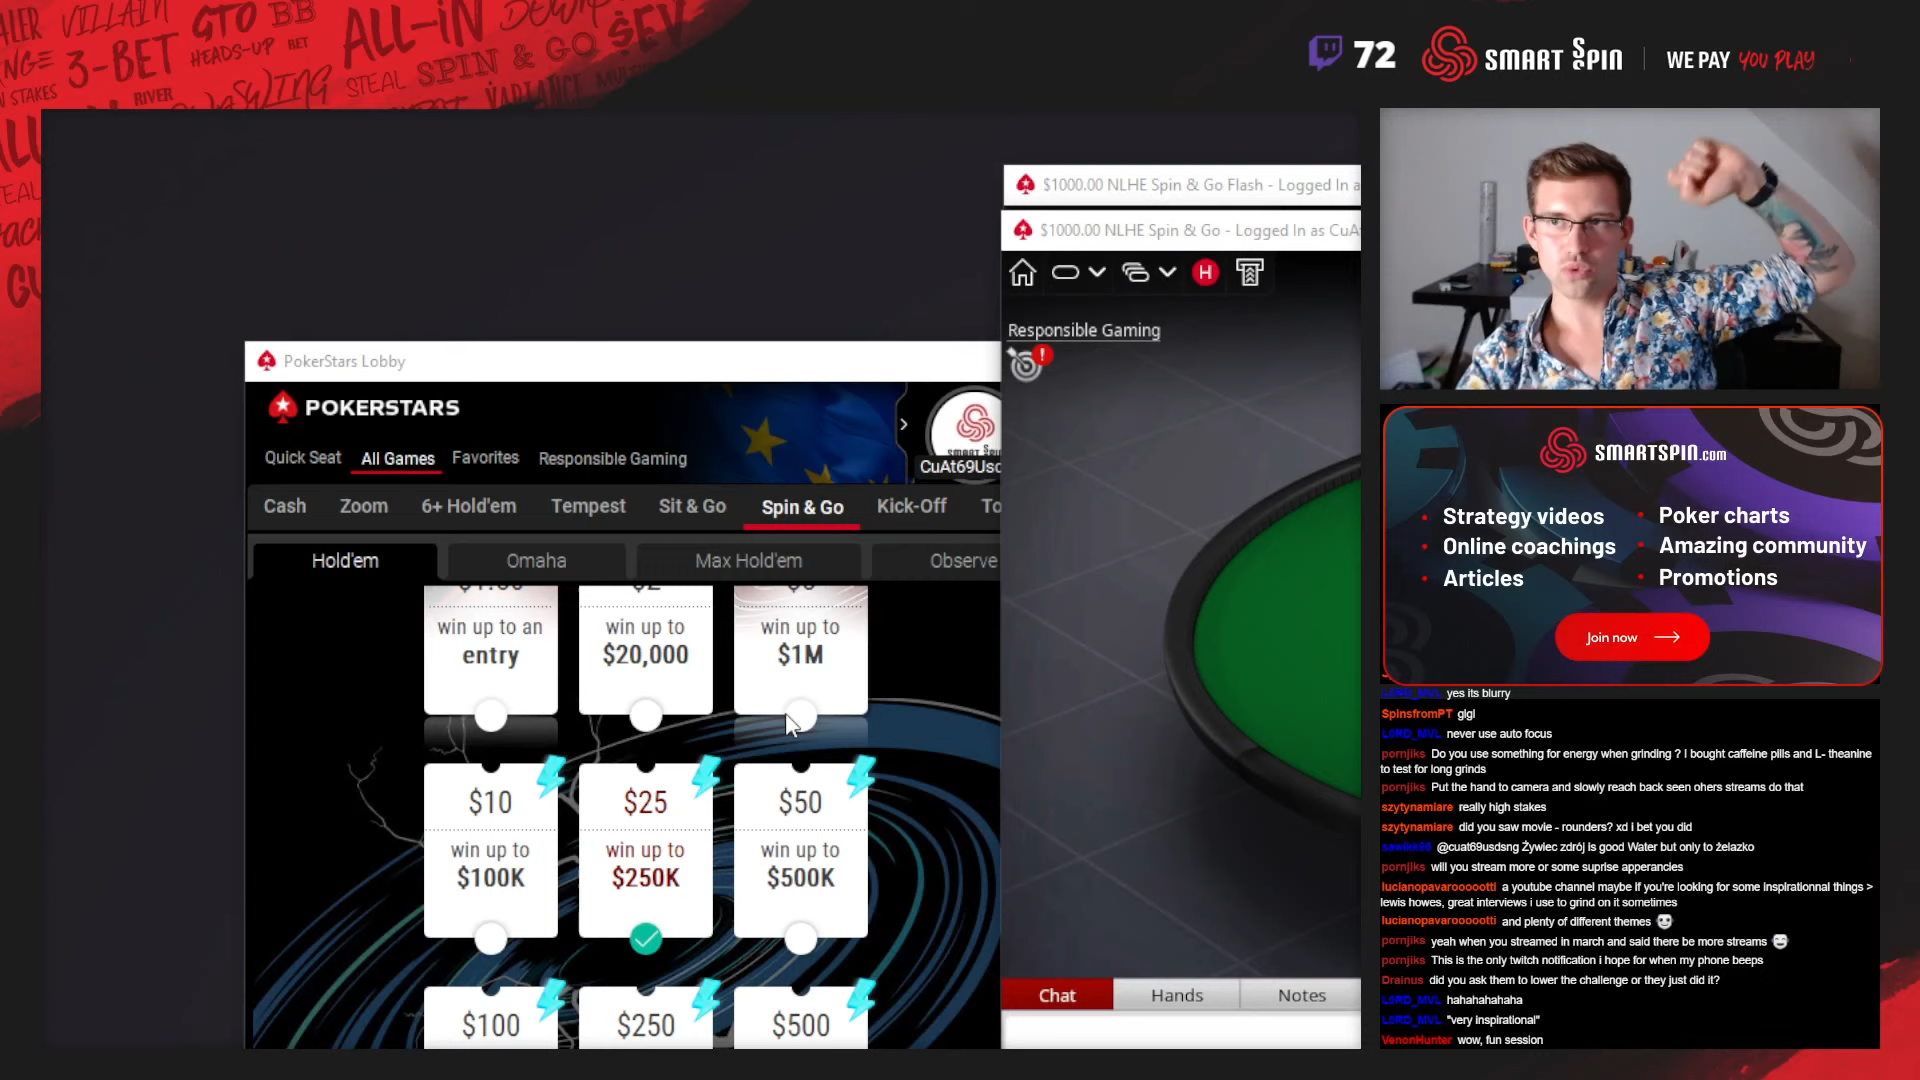 VILLAIN
GTO BB
3-BET
HEADS-UP BET
ALL-IN
STEAL SPIN & GO
N STAKES
RIVER
SWING
VARIANCE
72
SMART SPIN
WE PAY YOU PLAY
$1000.00 NLHE Spin & Go Flash - Logged In a
$1000.00 NLHE Spin & Go - Logged In as CuA
H
Responsible Gaming
!
PokerStars Lobby
POKERSTARS
Quick Seat All Games Favorites Responsible Gaming
CuAt69Usd
Cash Zoom 6+ Hold'em Tempest Sit & Go Spin & Go Kick-Off To
Hold'em Omaha Max Hold'em Observe
win up to an
entry
win up to
$20,000
win up to
$1M
$10
win up to
$100K
$25
win up to
$250K
$50
win up to
$500K
$100
$250
$500
Chat Hands Notes
SMARTSPIN.com
• Strategy videos
• Online coachings
• Articles
• Poker charts
• Amazing community
• Promotions
Join now
L0RD_MVL yes its blurry
SpinsfromPT glgl
L0RD_MVL never use auto focus
pornjiks Do you use something for energy when grinding ? I bought caffeine pills and L- theanine
to test for long grinds
pornjiks Put the hand to camera and slowly reach back seen ohers streams do that
szytynamiare really high stakes
szytynamiare did you saw movie - rounders? xd i bet you did
@cuat69usdsng Żywiec zdrój is good Water but only to żelazko
pornjiks will you stream more or some suprise apperancies
lucianopavarooootti a youtube channel maybe if you're looking for some inspirationnal things >
lewis howes, great interviews i use to grind on it sometimes
lucianopavarooootti and plenty of different themes
pornjiks yeah when you streamed in march and said there be more streams
pornjiks This is the only twitch notification i hope for when my phone beeps
Drainus did you ask them to lower the challenge or they just did it?
L0RD_MVL hahahahahaha
L0RD_MVL "very inspirational"
VenonHunter wow, fun session